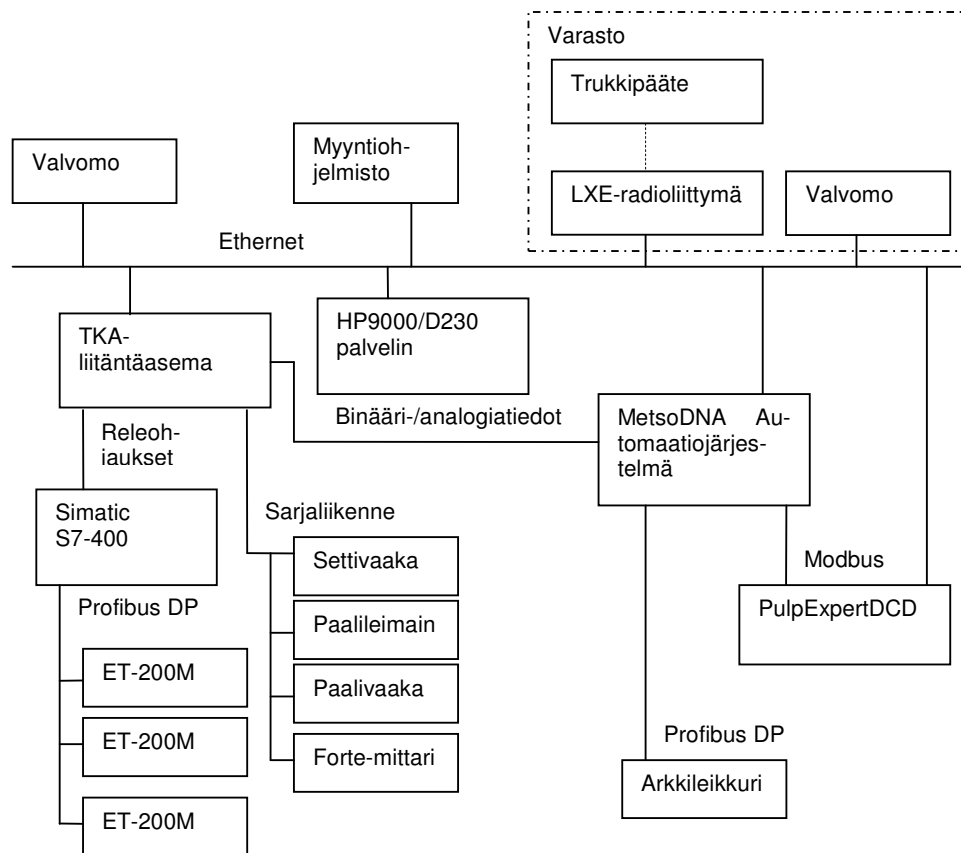 Varasto
Trukkipääte
Valvomo
Myyntioh-
jelmisto
LXE-radioliittymä
Valvomo
Ethernet
TKA-
liitäntäasema
HP9000/D230
palvelin
Binääri-/analogiatiedot
MetsoDNA Au-
tomaatiojärjes-
telmä
Releoh-
jaukset
Simatic
S7-400
Sarjaliikenne
Settivaaka
Modbus
Profibus DP
Paalileimain
PulpExpertDCD
ET-200M
Paalivaaka
ET-200M
Profibus DP
Forte-mittari
Arkkileikkuri
ET-200M